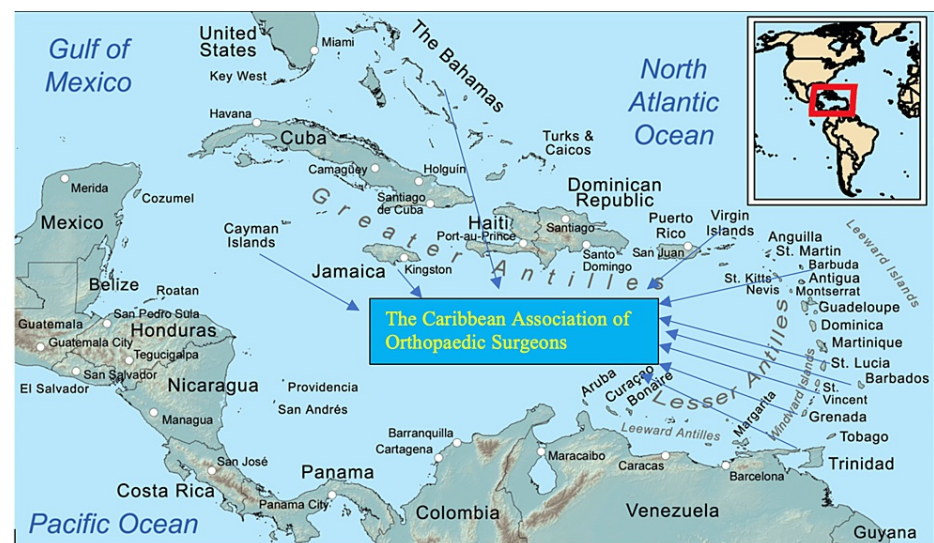 Gulf of
Mexico
United
States
Miami
Key West
The Bahamas
North
Atlantic
Ocean
Havana
Cuba
Camagüey
Holguín
Santiago
de Cuba
Turks &
Caicos
Merida
Cozumel
Mexico
Cayman
Islands
Greater Antilles
Haiti
Port-au-Prince
Dominican
Republic
Santiago
Santo
Domingo
Puerto
Rico
San Juan
Virgin
Islands
Jamaica
Kingston
Anguilla
St. Martin
Barbuda
Antigua
St. Kitts
Nevis
Montserrat
Leeward Islands
Guadeloupe
Dominica
Martinique
St. Lucia
Barbados
St.
Vincent
Grenada
Windward Islands
Lesser Antilles
Tobago
Trinidad
The Caribbean Association of
Orthopaedic Surgeons
Belize
Roatan
San Pedro Sula
Guatemala
Guatemala City
Honduras
Tegucigalpa
San Salvador
El Salvador
Nicaragua
Managua
Providencia
San Andrés
Aruba
Curaçao
Bonaire
Leeward Antilles
Margarita
Barranquilla
Cartagena
Maracaibo
Caracas
Barcelona
San José
Costa Rica
Panama
Panama City
Colombia
Venezuela
Guyana
Pacific Ocean